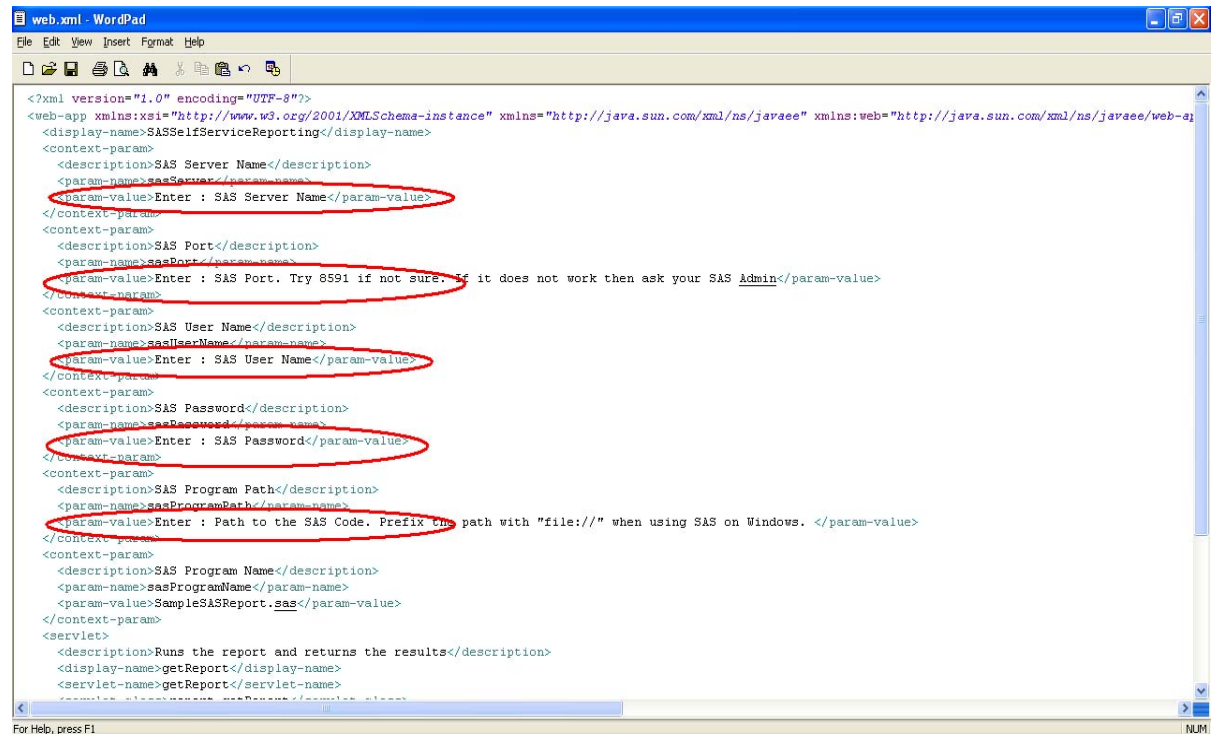 web.xml - WordPad
File Edit View Insert Format Help
<?xml version="1.0" encoding="UTF-8"?>
<web-app xmlns:xsi="http://www.w3.org/2001/XMLSchema-instance" xmlns="http://java.sun.com/xml/ns/javaee" xmlns:web="http://java.sun.com/xml/ns/javaee/web-ap
<display-name>SASSelfServiceReporting</display-name>
<context-param>
<description>SAS Server Name</description>
<param-name>sasServer</param-name>
<param-value>Enter : SAS Server Name</param-value>
</context-param>
<context-param>
<description>SAS Port</description>
<param-name>sasPort</param-name>
<param-value>Enter : SAS Port. Try 8591 if not sure. If it does not work then ask your SAS Admin</param-value>
</context-param>
<context-param>
<description>SAS User Name</description>
<param-name>sasUserName</param-name>
<param-value>Enter : SAS User Name</param-value>
</context-param>
<context-param>
<description>SAS Password</description>
<param-name>sasPassword</param-name>
<param-value>Enter : SAS Password</param-value>
</context-param>
<context-param>
<description>SAS Program Path</description>
<param-name>sasProgramPath</param-name>
<param-value>Enter : Path to the SAS Code. Prefix the path with "file://" when using SAS on Windows. </param-value>
</context-param>
<context-param>
<description>SAS Program Name</description>
<param-name>sasProgramName</param-name>
<param-value>SampleSASReport.sas</param-value>
</context-param>
<servlet>
<description>Runs the report and returns the results</description>
<display-name>getReport</display-name>
<servlet-name>getReport</servlet-name>
For Help, press F1
NUM